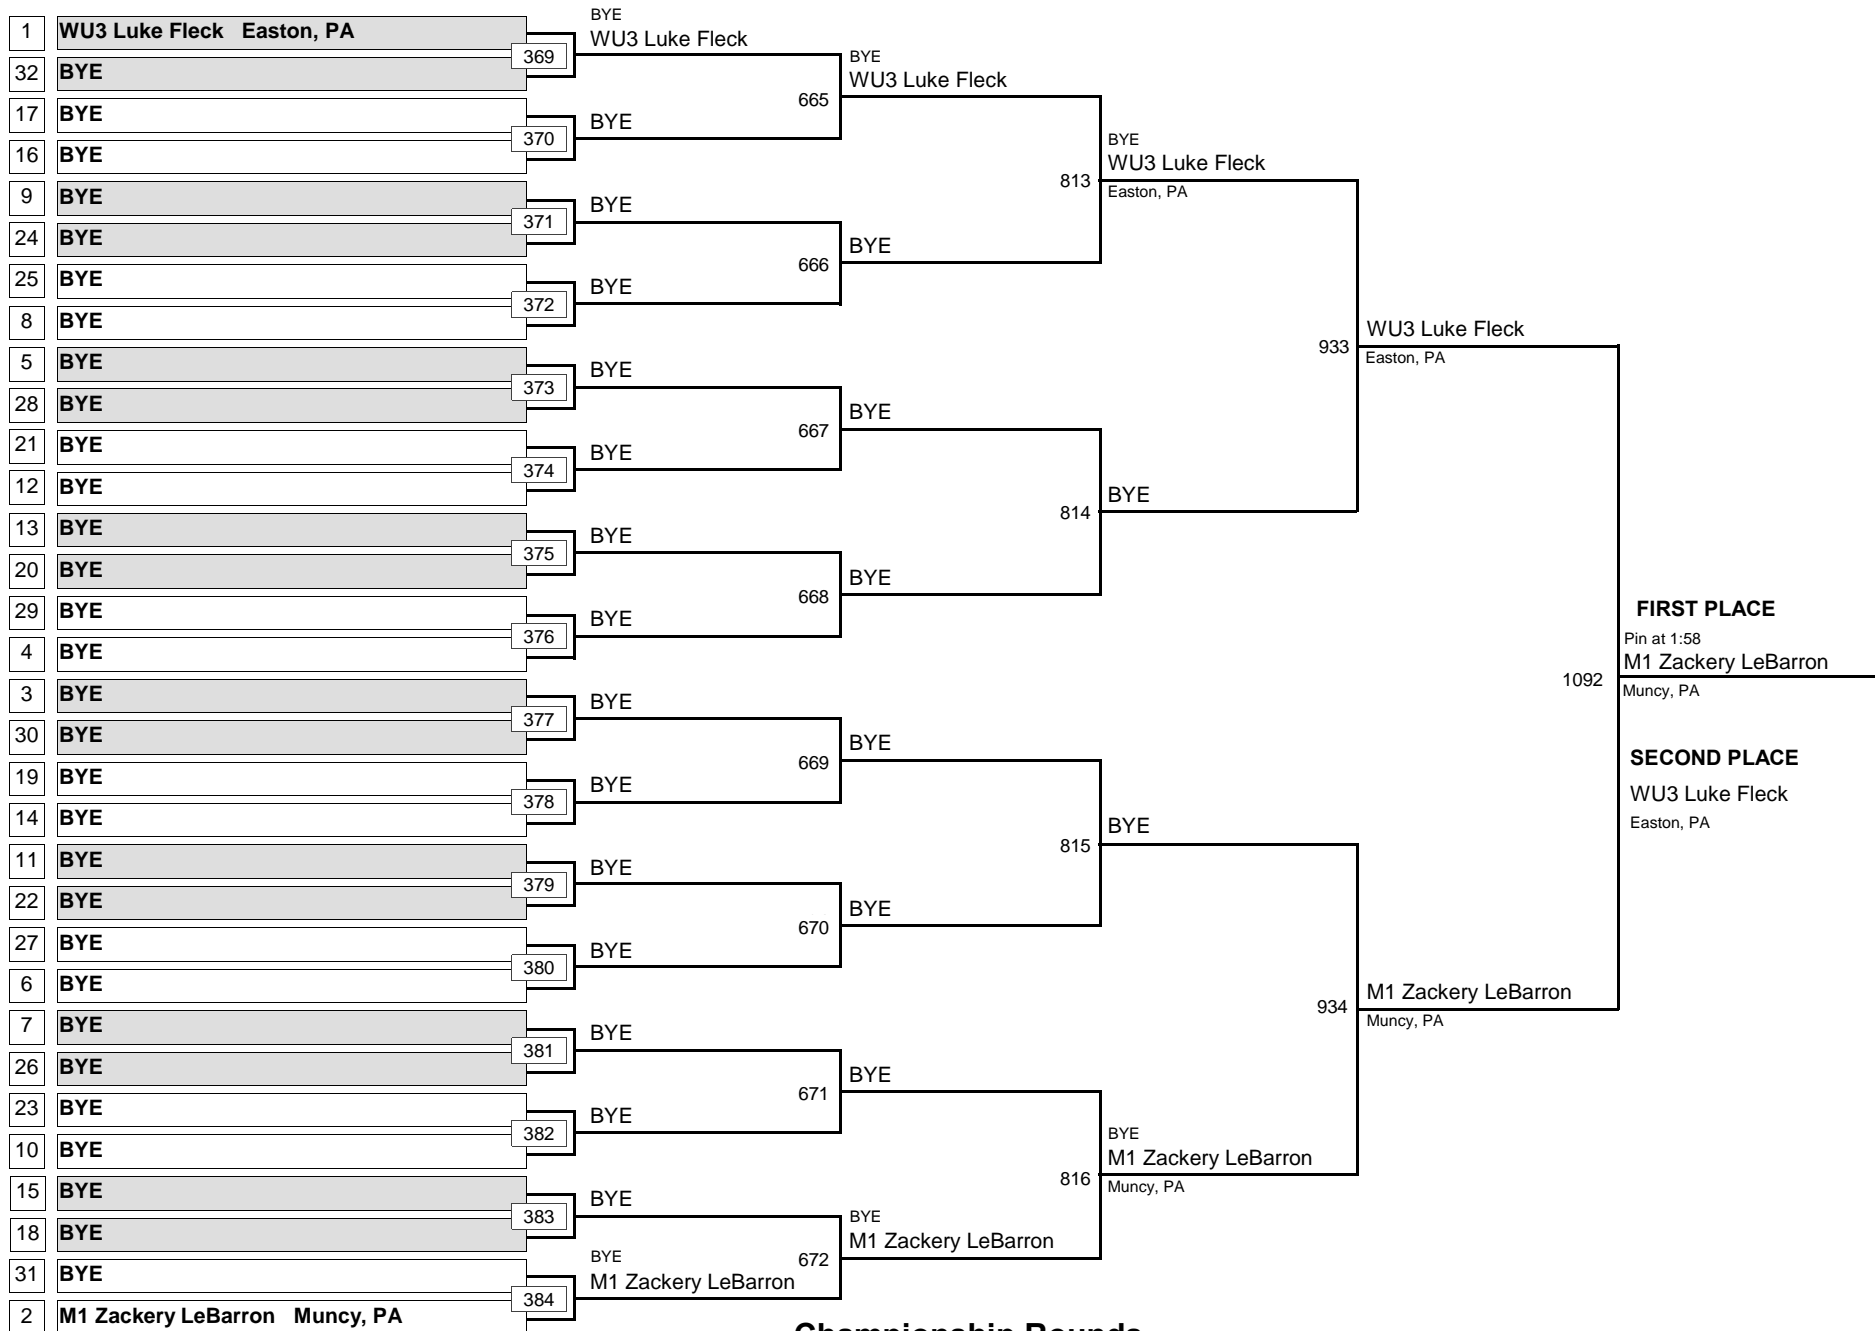 1 WU3 Luke Fleck Easton, PA
32 BYE
369
17 BYE
16 BYE
370
9 BYE
24 BYE
371
25 BYE
8 BYE
372
5 BYE
28 BYE
373
21 BYE
12 BYE
374
13 BYE
20 BYE
375
29 BYE
4 BYE
376
3 BYE
30 BYE
377
19 BYE
14 BYE
378
11 BYE
22 BYE
379
27 BYE
6 BYE
380
7 BYE
26 BYE
381
23 BYE
10 BYE
382
15 BYE
18 BYE
383
31 BYE
2 M1 Zackery LeBarron Muncy, PA
384
BYE
WU3 Luke Fleck
BYE
665
BYE
BYE
666
BYE
BYE
667
BYE
BYE
668
BYE
BYE
669
BYE
BYE
670
BYE
BYE
671
BYE
BYE
M1 Zackery LeBarron
672
BYE
WU3 Luke Fleck
BYE
813
BYE
BYE
814
BYE
BYE
815
BYE
BYE
M1 Zackery LeBarron
816
BYE
WU3 Luke Fleck
Easton, PA
BYE
933
BYE
BYE
M1 Zackery LeBarron
Muncy, PA
934
WU3 Luke Fleck
Easton, PA
M1 Zackery LeBarron
Muncy, PA
1092
FIRST PLACE
Pin at 1:58
M1 Zackery LeBarron
Muncy, PA
SECOND PLACE
WU3 Luke Fleck
Easton, PA
Championship Rounds